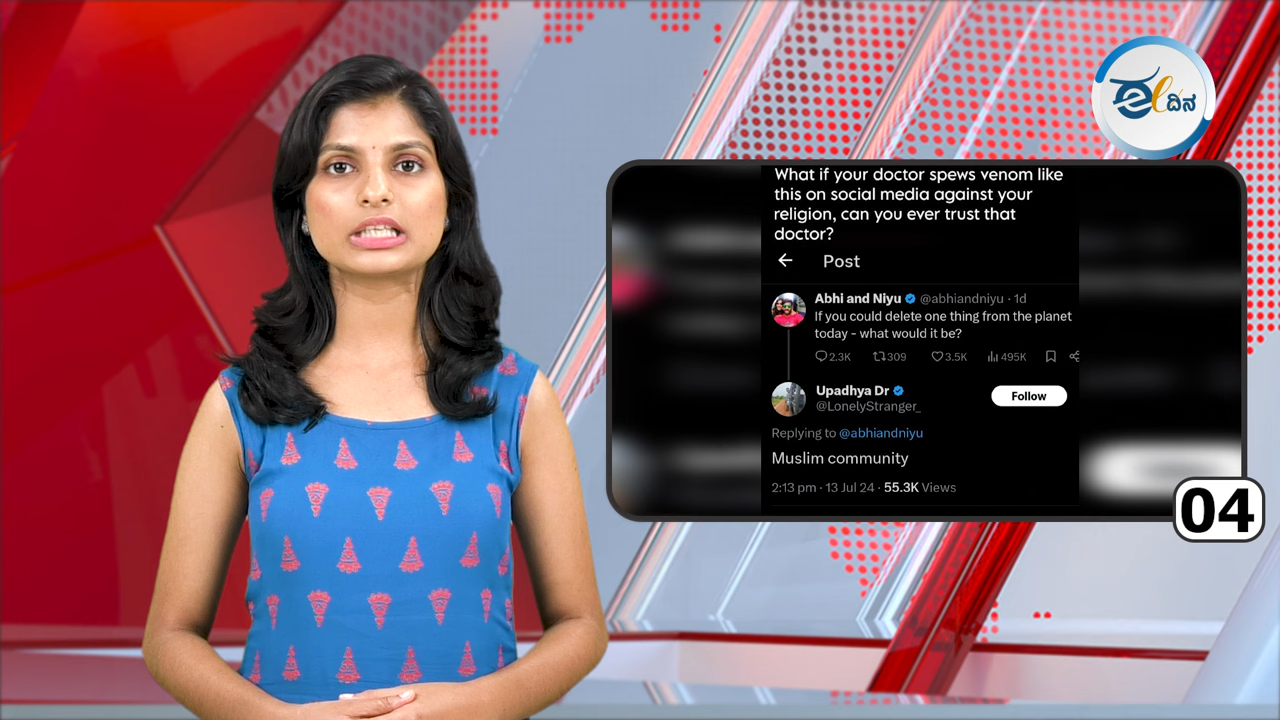 ಈದಿನ
What if your doctor spews venom like
this on social media against your
religion, can you ever trust that
doctor?
Post
Abhi and Niyu @abhiandniyu · 1d
If you could delete one thing from the planet
today - what would it be?
2.3K 309 3.5K 495K
Upadhya Dr
@LonelyStranger_
Follow
Replying to @abhiandniyu
Muslim community
2:13 pm · 13 Jul 24 · 55.3K Views
04